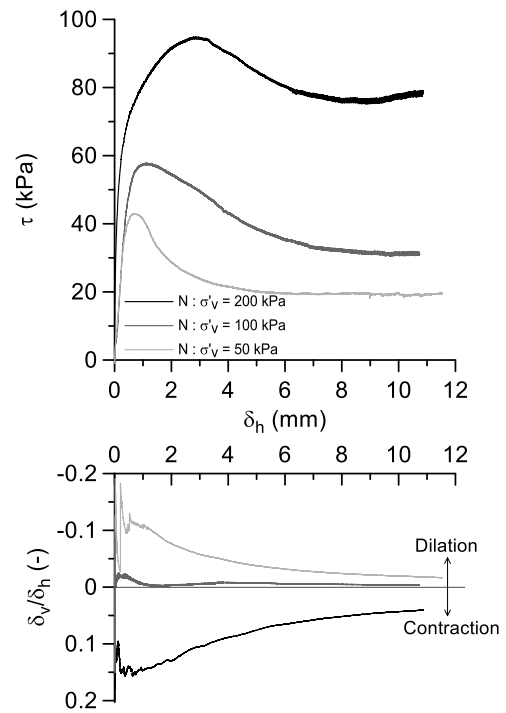 100
80
60
40
20
0
τ (kPa)
N : σ'v = 200 kPa
N : σ'v = 100 kPa
N : σ'v = 50 kPa
0 2 4 6 8 10 12
δh (mm)
0 2 4 6 8 10 12
-0.2
-0.1
0
0.1
0.2
δv/δh (-)
Dilation
Contraction